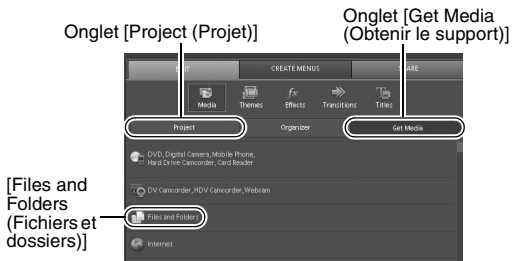 Onglet [Project (Projet)]
Onglet [Get Media
(Obtenir le support)]
CREATE MENUS
Media
Themes
Effects
Transitions
Titles
Project
Organizer
Get Media
DVD, Digital Camera, Mobile Phone,
Hard Drive Camcorder, Card Reader
DV Camcorder, HDV Camcorder, Webcam
[Files and
Folders
(Fichiers et
dossiers)]
Files and Folders
Internet